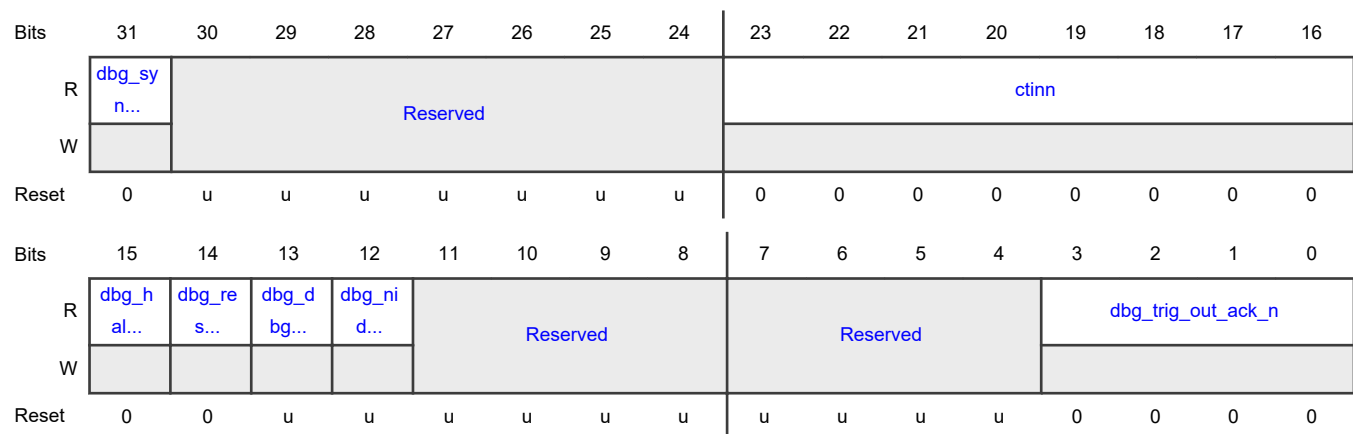 Bits 31 30 29 28 27 26 25 24 23 22 21 20 19 18 17 16
R dbg_sy
n... Reserved ctinn
W
Reset 0 u u u u u u u 0 0 0 0 0 0 0 0
Bits 15 14 13 12 11 10 9 8 7 6 5 4 3 2 1 0
R dbg_h dbg_re dbg_d dbg_ni
al... s... bg... d... Reserved Reserved dbg_trig_out_ack_n
W
Reset 0 0 u u u u u u u u u u 0 0 0 0